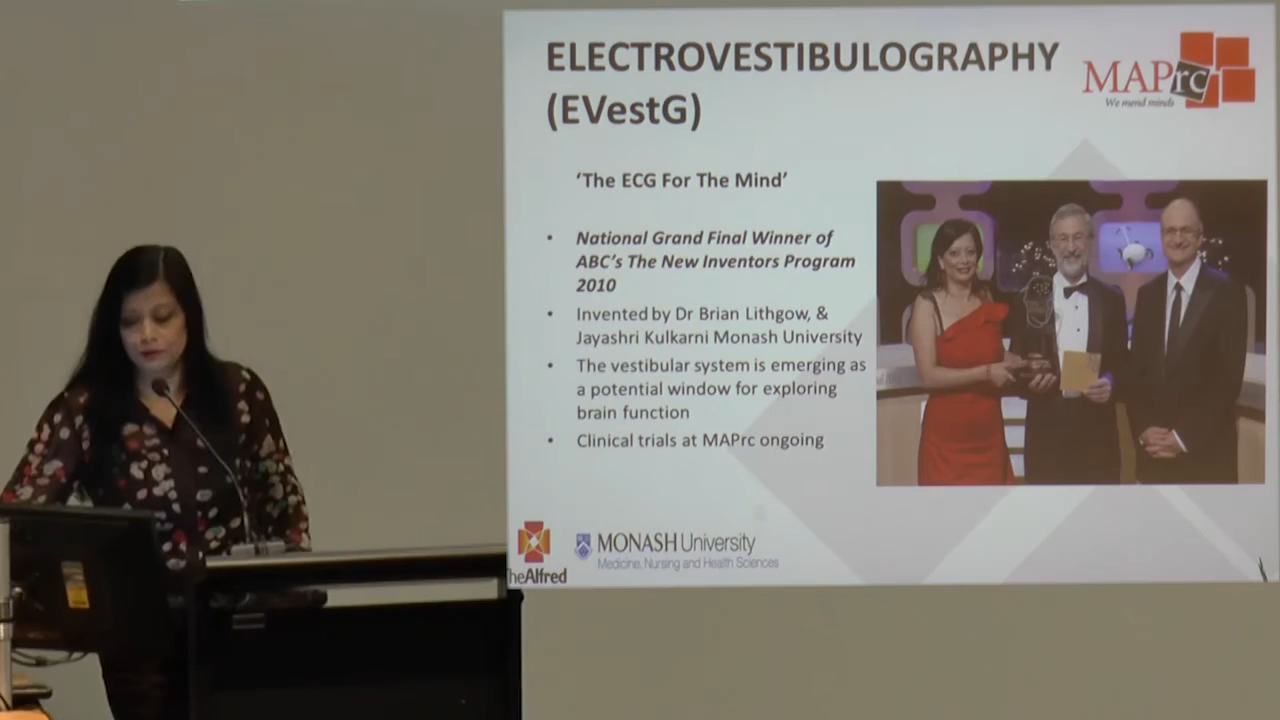 ELECTROVESTIBULOGRAPHY
(EVestG)
MAPrc
We mend minds
‘The ECG For The Mind’
• National Grand Final Winner of
ABC’s The New Inventors Program
2010
• Invented by Dr Brian Lithgow, &
Jayashri Kulkarni Monash University
• The vestibular system is emerging as
a potential window for exploring
brain function
• Clinical trials at MAPrc ongoing
TheAlfred
MONASH University
Medicine, Nursing and Health Sciences